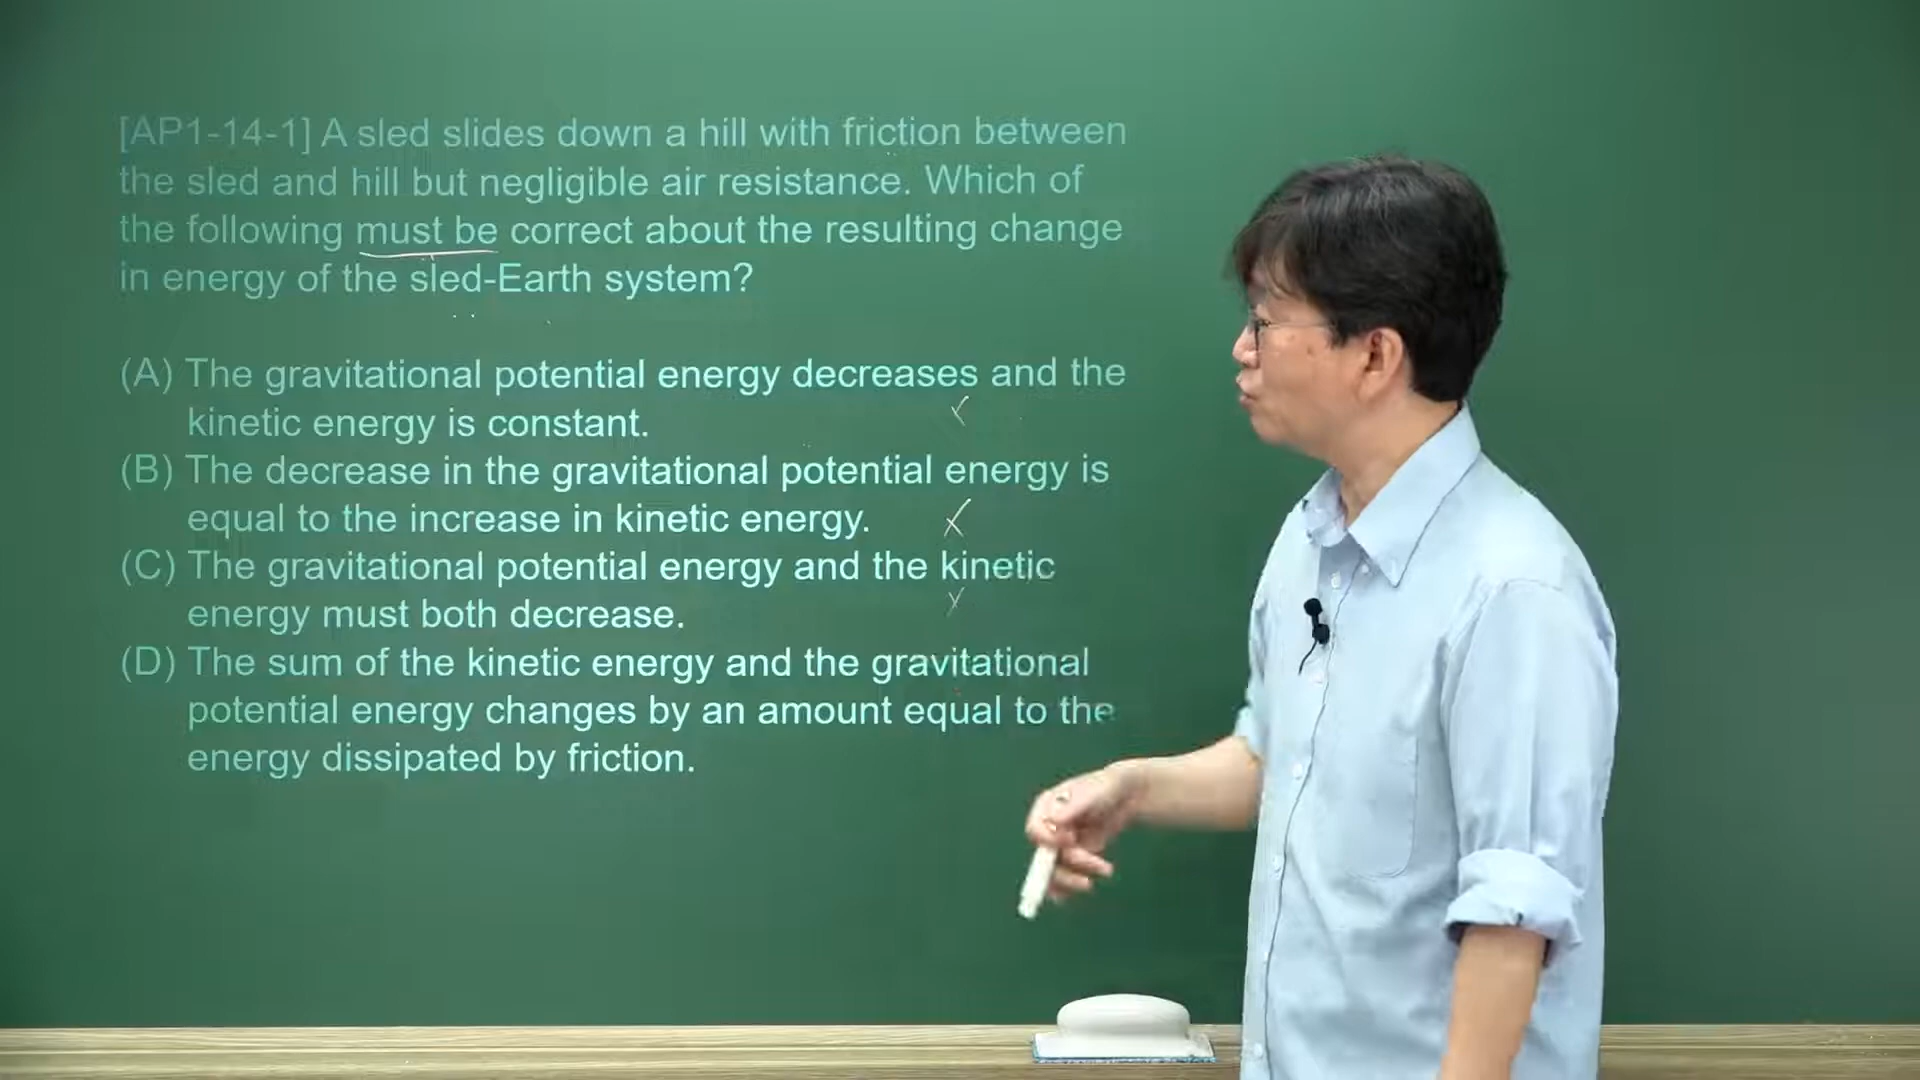 [AP1-14-1] A sled slides down a hill with friction between
the sled and hill but negligible air resistance. Which of
the following must be correct about the resulting change
in energy of the sled-Earth system?
(A) The gravitational potential energy decreases and the
kinetic energy is constant.
(B) The decrease in the gravitational potential energy is
equal to the increase in kinetic energy.
(C) The gravitational potential energy and the kinetic
energy must both decrease.
(D) The sum of the kinetic energy and the gravitational
potential energy changes by an amount equal to the
energy dissipated by friction.